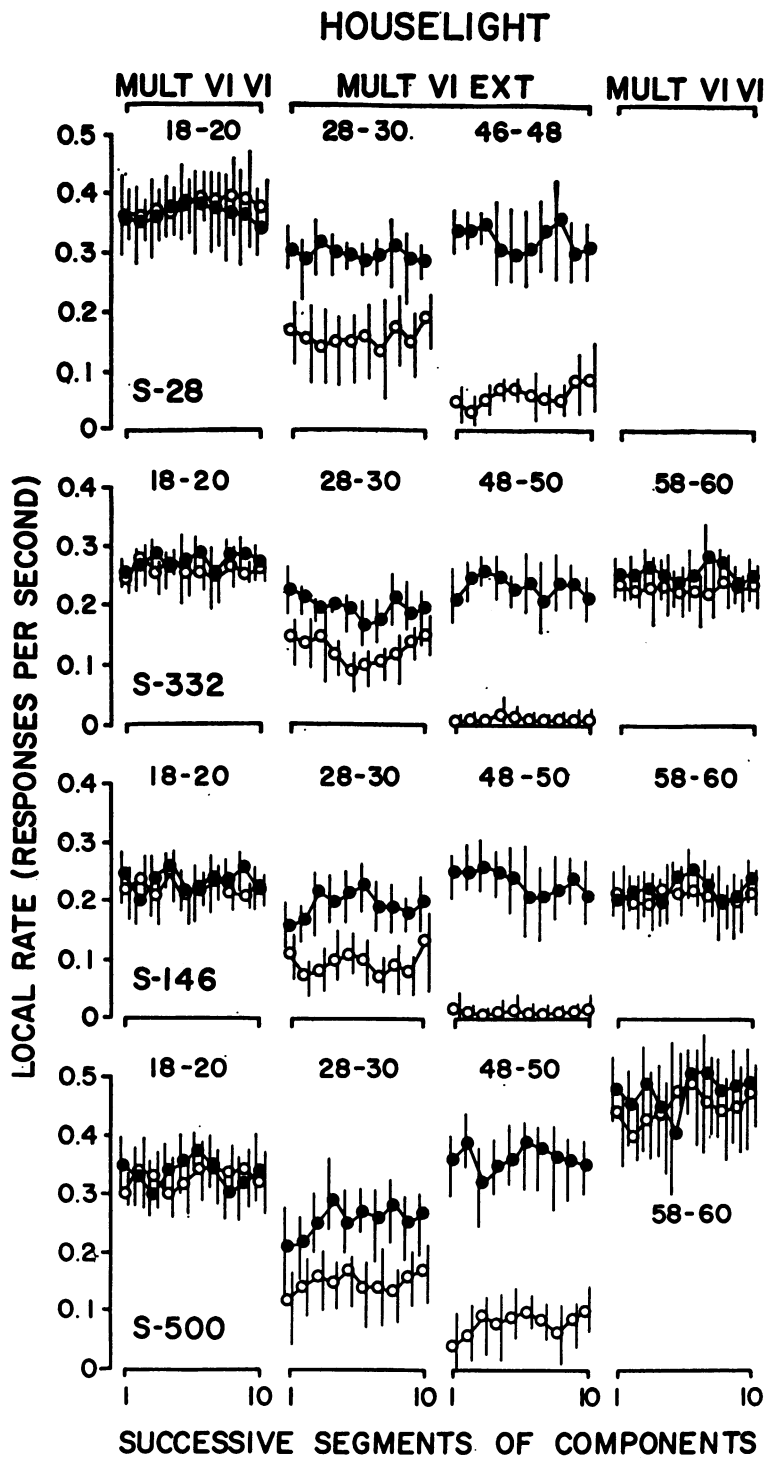 HOUSELIGHT
MULT VI VI MULT VI EXT MULT VI VI
0.5 18-20 28-30. 46-48
0.4
0.3
0.2
0.1
0
S-28
0.4 18-20 28-30 48-50 58-60
0.3
0.2
0.1
0
S-332
0.4 18-20 28-30 48-50 58-60
0.3
0.2
0.1
0
S-146
0.5 18-20 28-30 48-50
0.4
0.3
0.2
0.1
0
58-60
S-500
1 10 1 10 1 10 1 10
SUCCESSIVE SEGMENTS OF COMPONENTS
LOCAL RATE (RESPONSES PER SECOND)